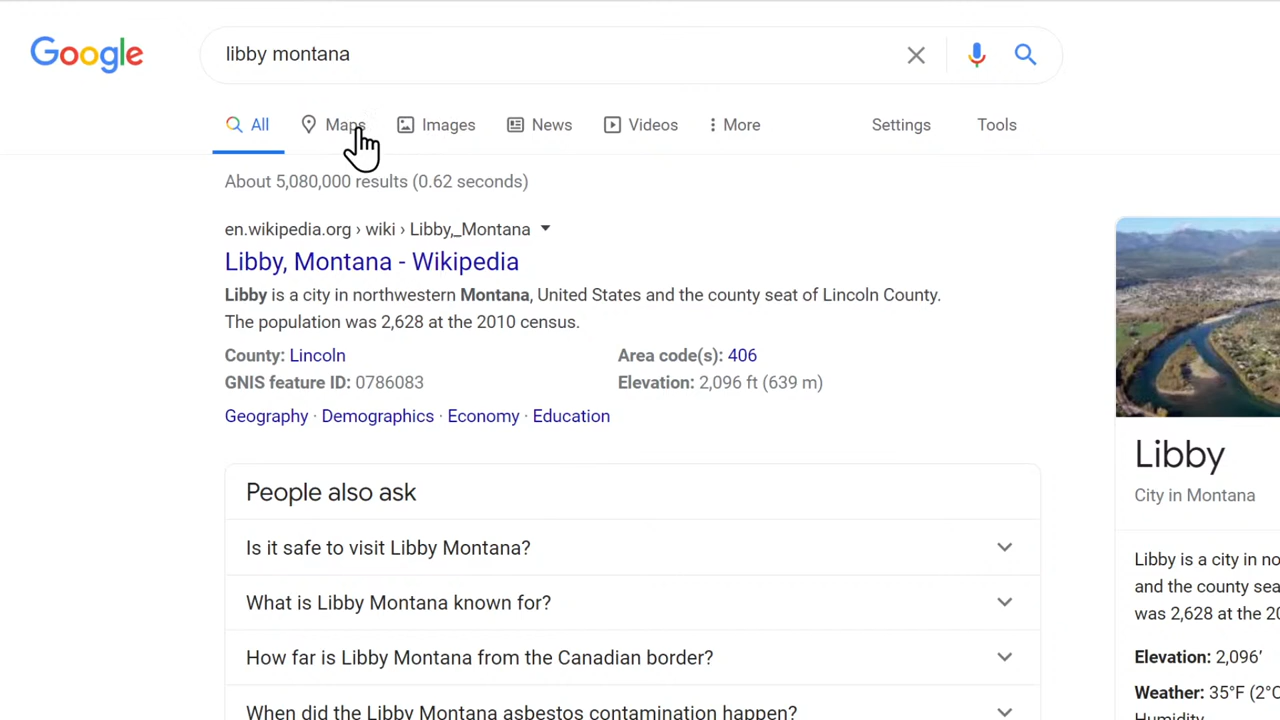 Google
libby montana
All Maps Images News Videos More Settings Tools
About 5,080,000 results (0.62 seconds)
en.wikipedia.org › wiki › Libby,_Montana
Libby, Montana - Wikipedia
Libby is a city in northwestern Montana, United States and the county seat of Lincoln County.
The population was 2,628 at the 2010 census.
County: Lincoln
Area code(s): 406
GNIS feature ID: 0786083
Elevation: 2,096 ft (639 m)
Geography · Demographics · Economy · Education
People also ask
Is it safe to visit Libby Montana?
What is Libby Montana known for?
How far is Libby Montana from the Canadian border?
When did the Libby Montana asbestos contamination happen?
Libby
City in Montana
Libby is a city in no
and the county sea
was 2,628 at the 20
Elevation: 2,096′
Weather: 35°F (2°C
Humidity